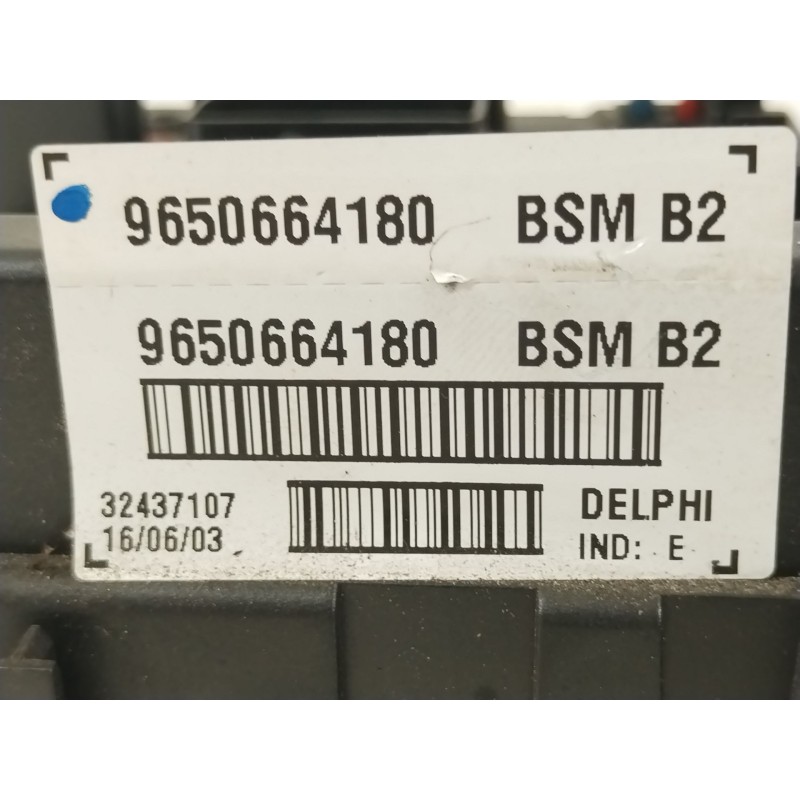 9650664180 BSM B2
9650664180 BSM B2
32437107
16/06/03
DELPHI
IND: E